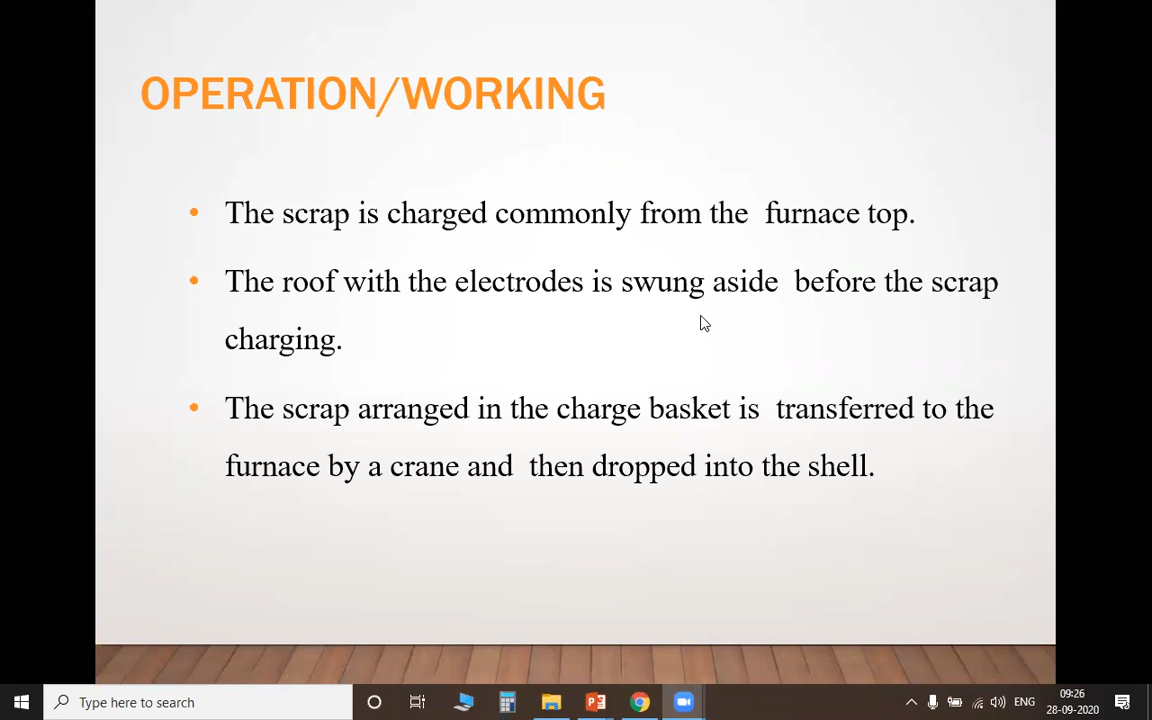 OPERATION/WORKING
• The scrap is charged commonly from the furnace top.
• The roof with the electrodes is swung aside before the scrap
charging.
• The scrap arranged in the charge basket is transferred to the
furnace by a crane and then dropped into the shell.
Type here to search
ENG
09:26
28-09-2020